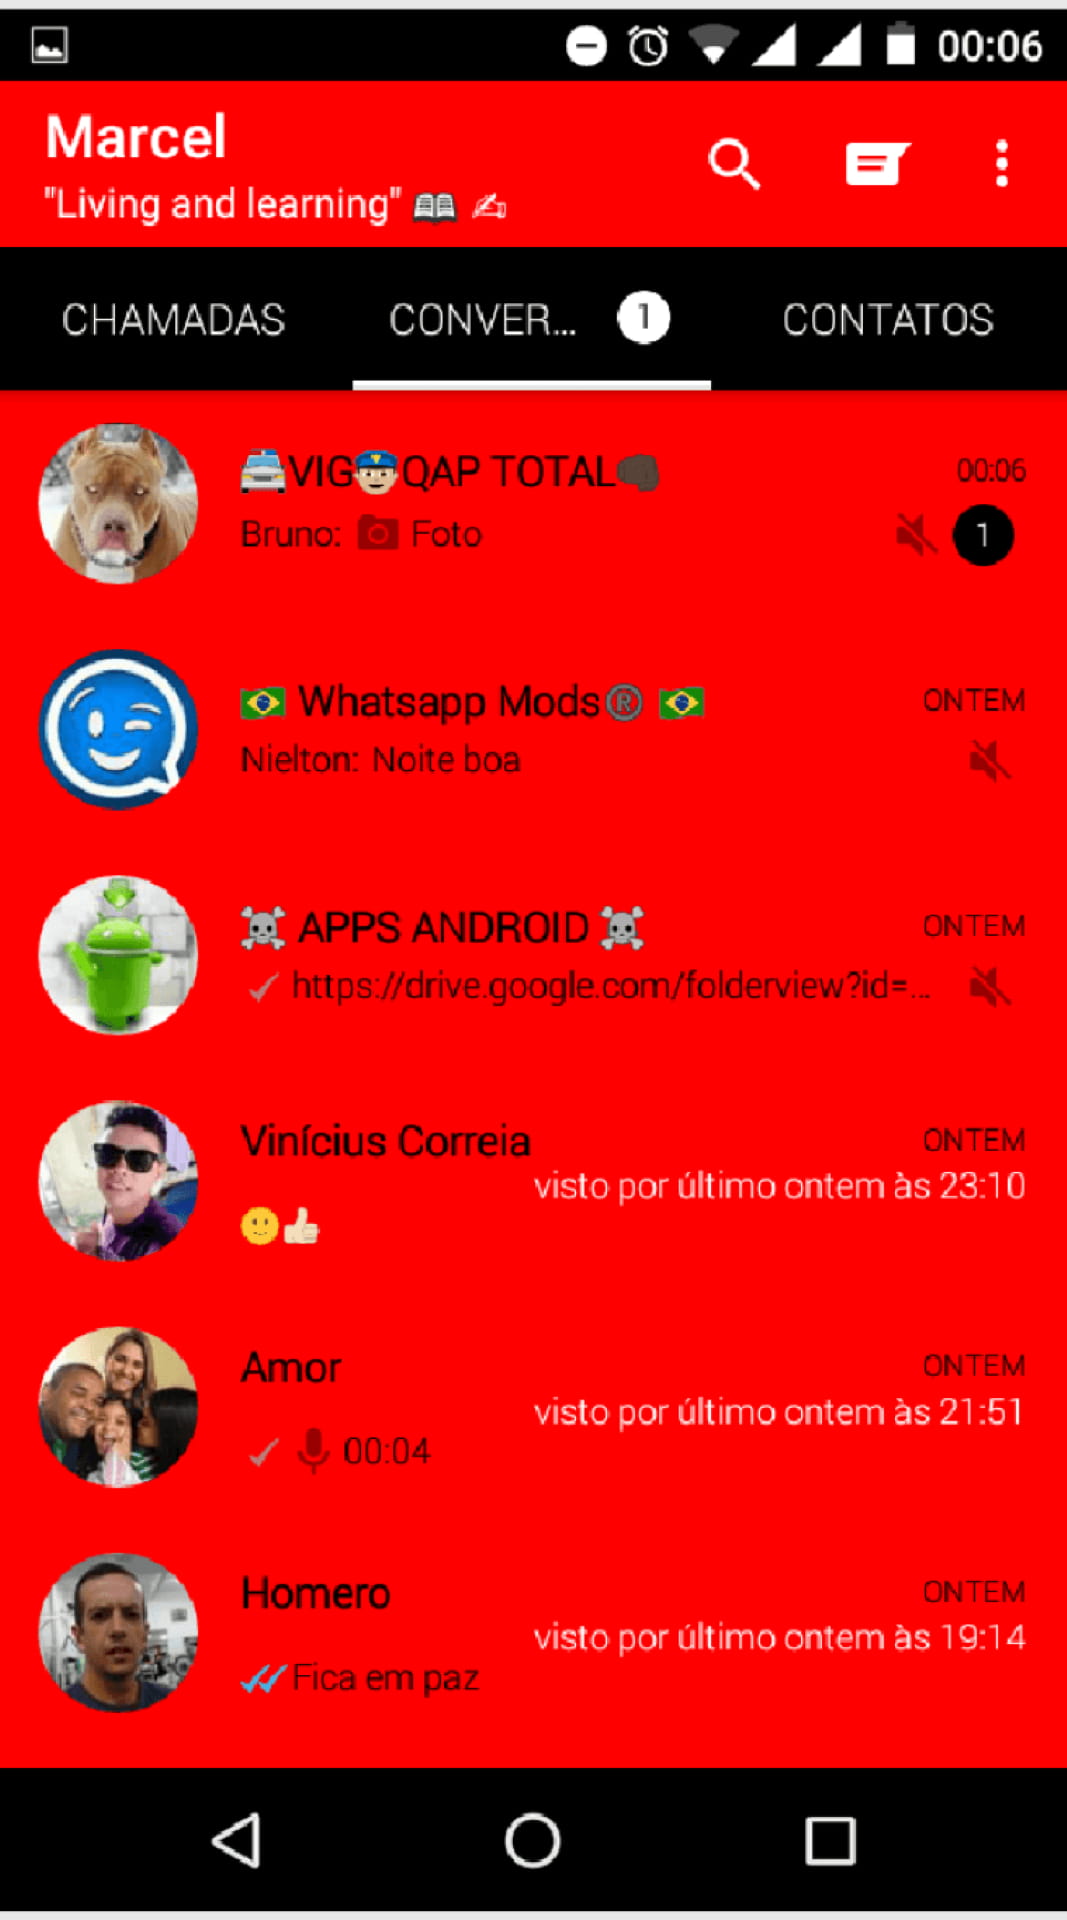 00:06
Marcel
"Living and learning" 📖 ✍
CHAMADAS
CONVER... 1
CONTATOS
🚔VIG👮🏼QAP TOTAL👊🏿 00:06
Bruno: 📷 Foto 1
🇧🇷 Whatsapp Mods® 🇧🇷 ONTEM
Nielton: Noite boa
☠ APPS ANDROID ☠ ONTEM
https://drive.google.com/folderview?id=...
Vinícius Correia ONTEM
visto por último ontem às 23:10
🙂👍🏻
Amor ONTEM
visto por último ontem às 21:51
00:04
Homero ONTEM
visto por último ontem às 19:14
Fica em paz